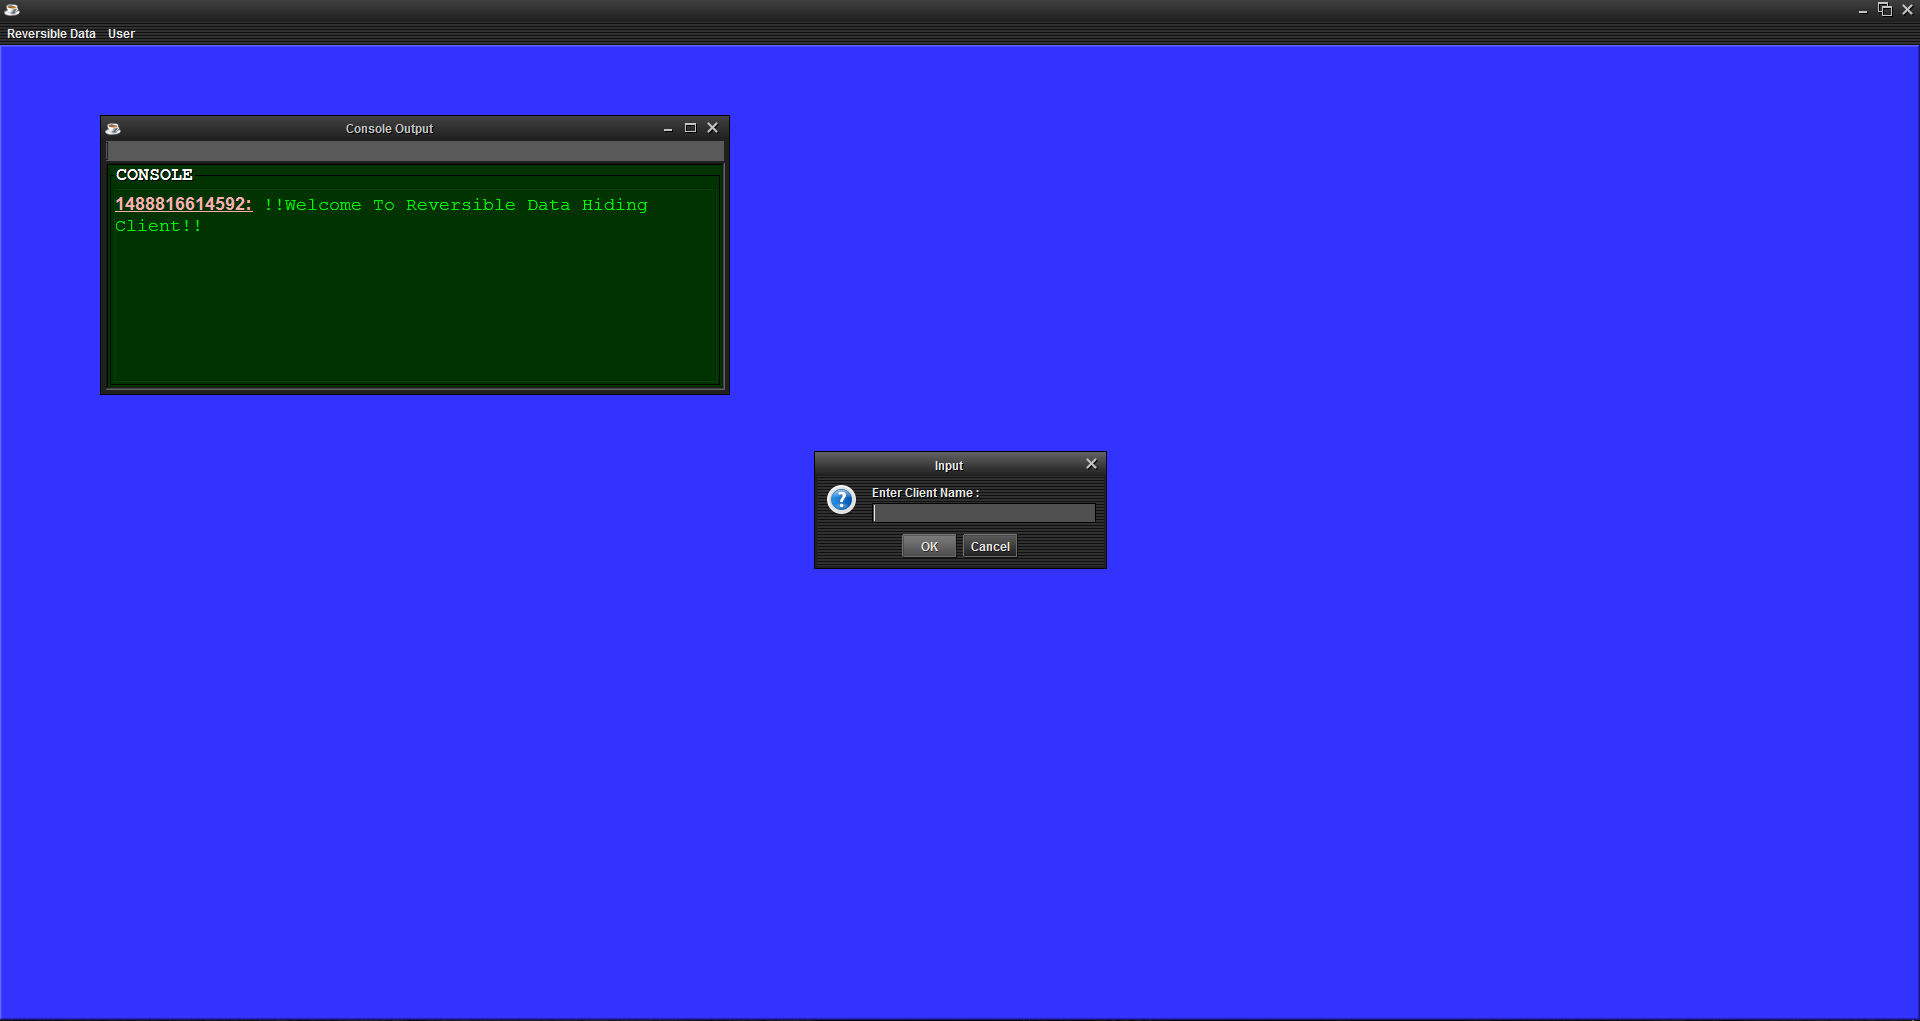 Reversible Data User
Console Output
CONSOLE
1488816614592: !!Welcome To Reversible Data Hiding
Client!!
Input
Enter Client Name :
OK Cancel